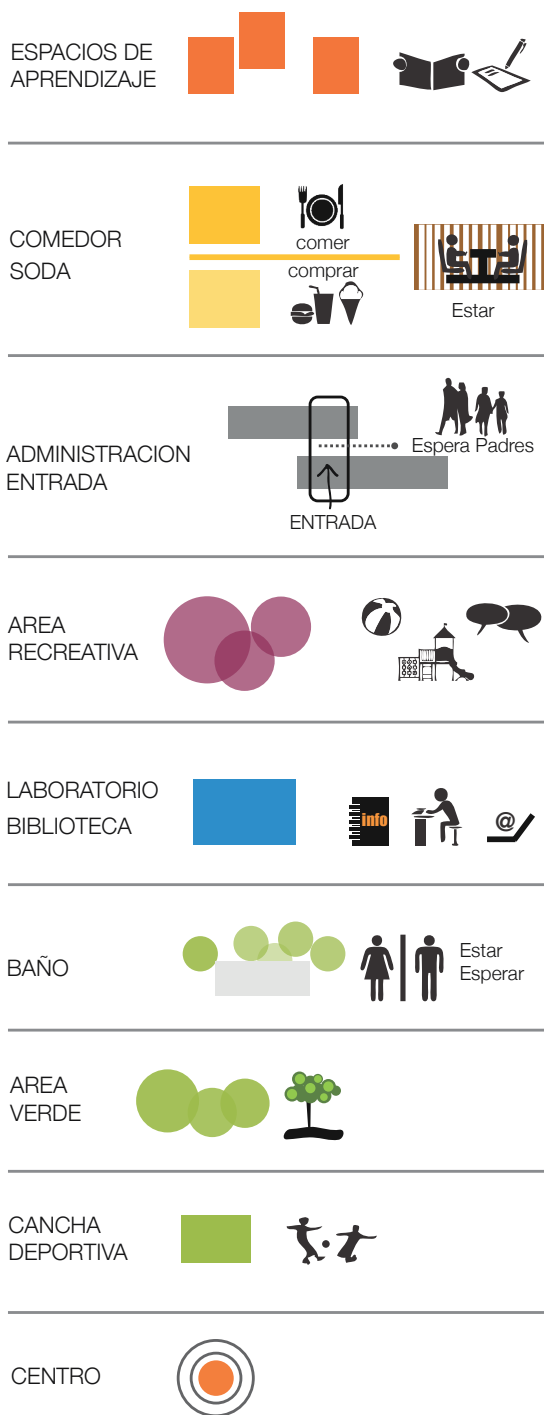 ESPACIOS DE
APRENDIZAJE
COMEDOR
SODA
comer
comprar
Estar
ADMINISTRACION
ENTRADA
Espera Padres
ENTRADA
AREA
RECREATIVA
LABORATORIO
BIBLIOTECA
info
@
BAÑO
Estar
Esperar
AREA
VERDE
CANCHA
DEPORTIVA
CENTRO